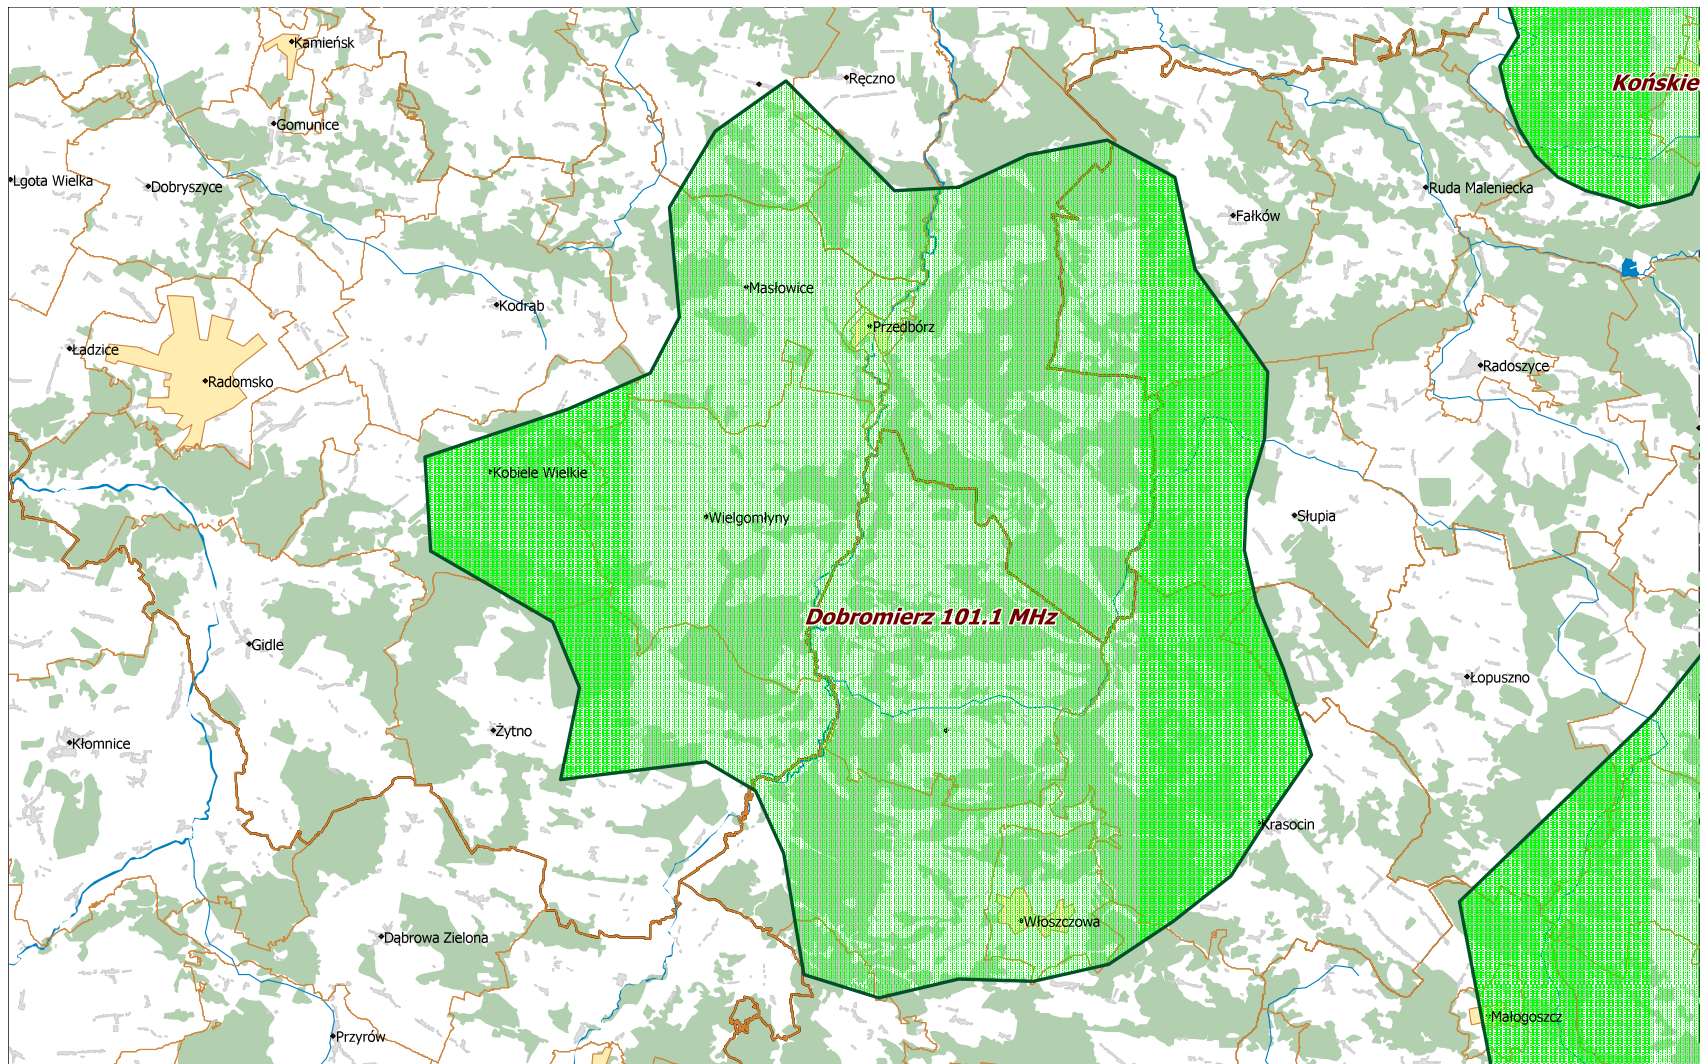 Kamieńsk
Ręczno
Końskie
Gomunice
Lgota Wielka
Dobryszyce
Ruda Maleniecka
Fałków
Masłowice
Kodrąb
Przedbórz
Ładzice
Radoszyce
Radomsko
Kobiele Wielkie
Wielgomłyny
Słupia
Dobromierz 101.1 MHz
Gidle
Łopuszno
Żytno
Kłomnice
Krasocin
Włoszczowa
Dąbrowa Zielona
Małogoszcz
Przyrów